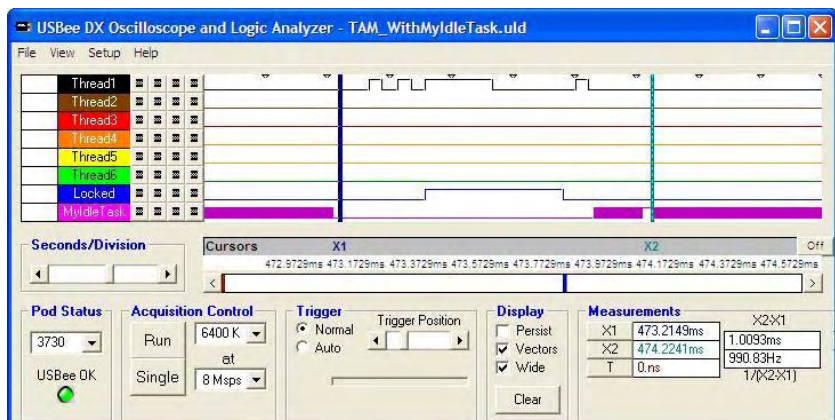 USBee DX Oscilloscope and Logic Analyzer - TAM_WithMyIdleTask.uld
File View Setup Help
Thread1
Thread2
Thread3
Thread4
Thread5
Thread6
Locked
MyIdleTask
Seconds/Division
Cursors X1 X2 Off
472.9729ms 473.1729ms 473.3729ms 473.5729ms 473.7729ms 473.9729ms 474.1729ms 474.3729ms 474.5729ms
Pod Status
3730
USBee OK
Acquisition Control
Run
6400 K
at
Single
8 Msps
Trigger
Normal
Auto
Trigger Position
Display
Persist
Vectors
Wide
Clear
Measurements
X1 473.2149ms
X2 474.2241ms
T 0.ns
X2-X1
1.0093ms
990.83Hz
1/(X2-X1)